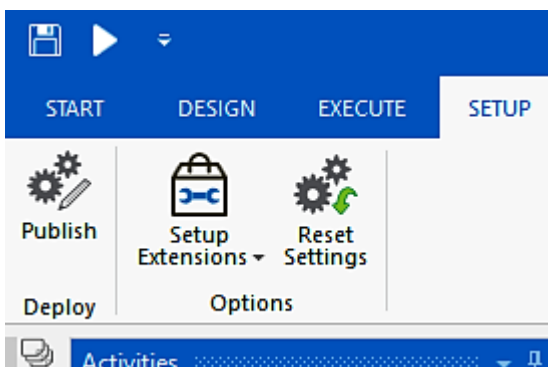 START DESIGN EXECUTE SETUP
Publish
Setup
Extensions
Reset
Settings
Deploy
Options
Activities